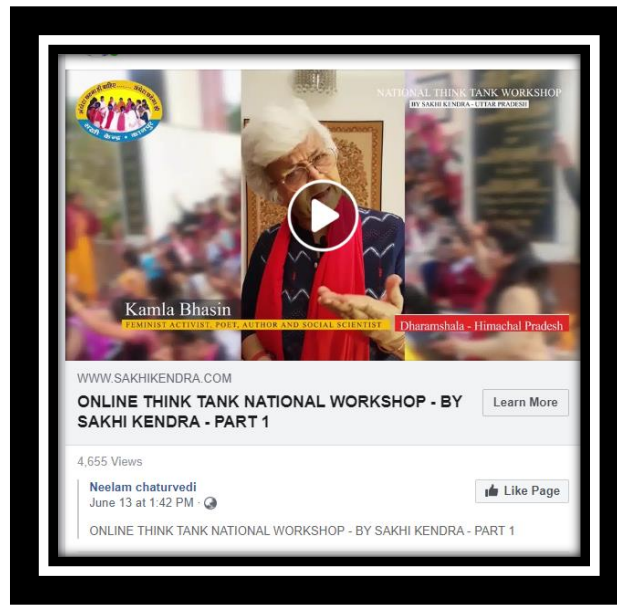 NATIONAL THINK TANK WORKSHOP
BY SAKHI KENDRA - UTTAR PRADESH
सखी केन्द्र • कानपुर
Kamla Bhasin
FEMINIST ACTIVIST, POET, AUTHOR AND SOCIAL SCIENTIST
Dharamshala - Himachal Pradesh
WWW.SAKHIKENDRA.COM
ONLINE THINK TANK NATIONAL WORKSHOP - BY
SAKHI KENDRA - PART 1
Learn More
4,655 Views
Neelam chaturvedi
June 13 at 1:42 PM ·
Like Page
ONLINE THINK TANK NATIONAL WORKSHOP - BY SAKHI KENDRA - PART 1